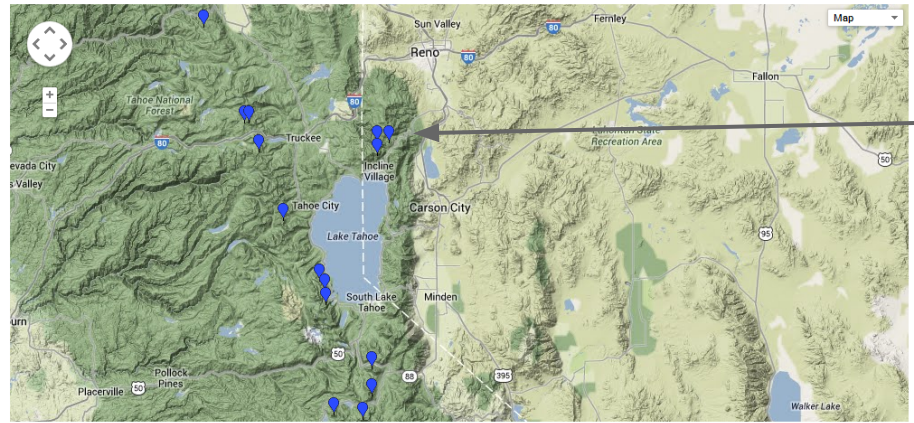 Sun Valley
Fernley
Map
80
Reno
80
Fallon
Tahoe National
Forest
80
80
Truckee
Lahontan State
Recreation Area
50
evada City
s Valley
Incline
Village
Tahoe City
Carson City
Lake Tahoe
95
South Lake
Tahoe
Minden
urn
50
Pollock
Pines
88
395
Placerville
50
Walker Lake
+
−